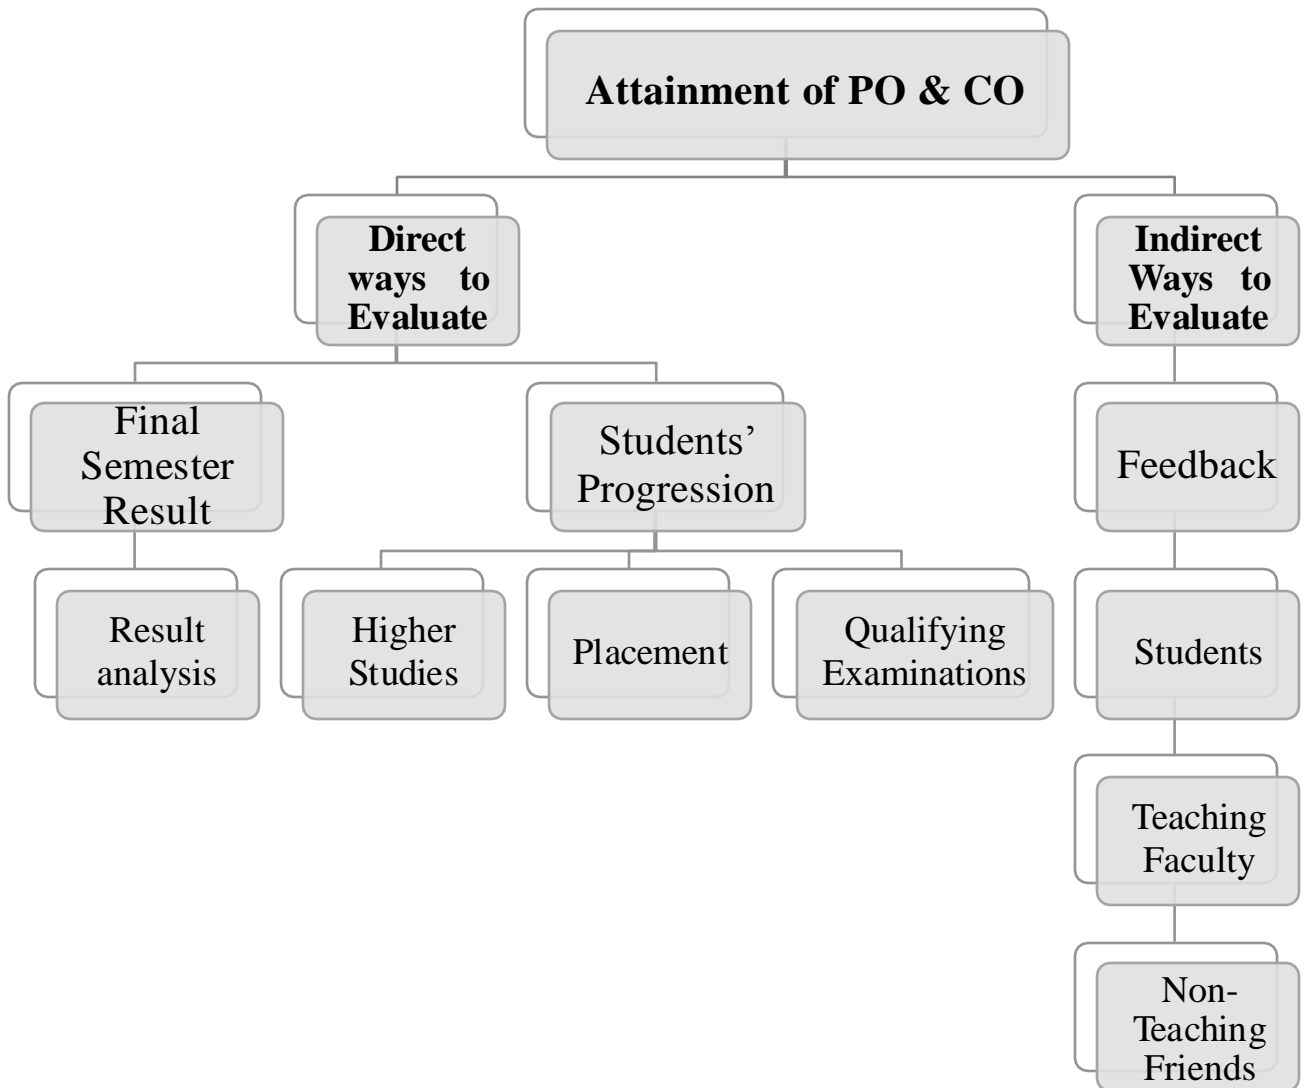 Attainment of PO & CO
Direct
ways to
Evaluate
Indirect
Ways to
Evaluate
Final
Semester
Result
Students’
Progression
Feedback
Result
analysis
Higher
Studies
Placement
Qualifying
Examinations
Students
Teaching
Faculty
Non-
Teaching
Friends